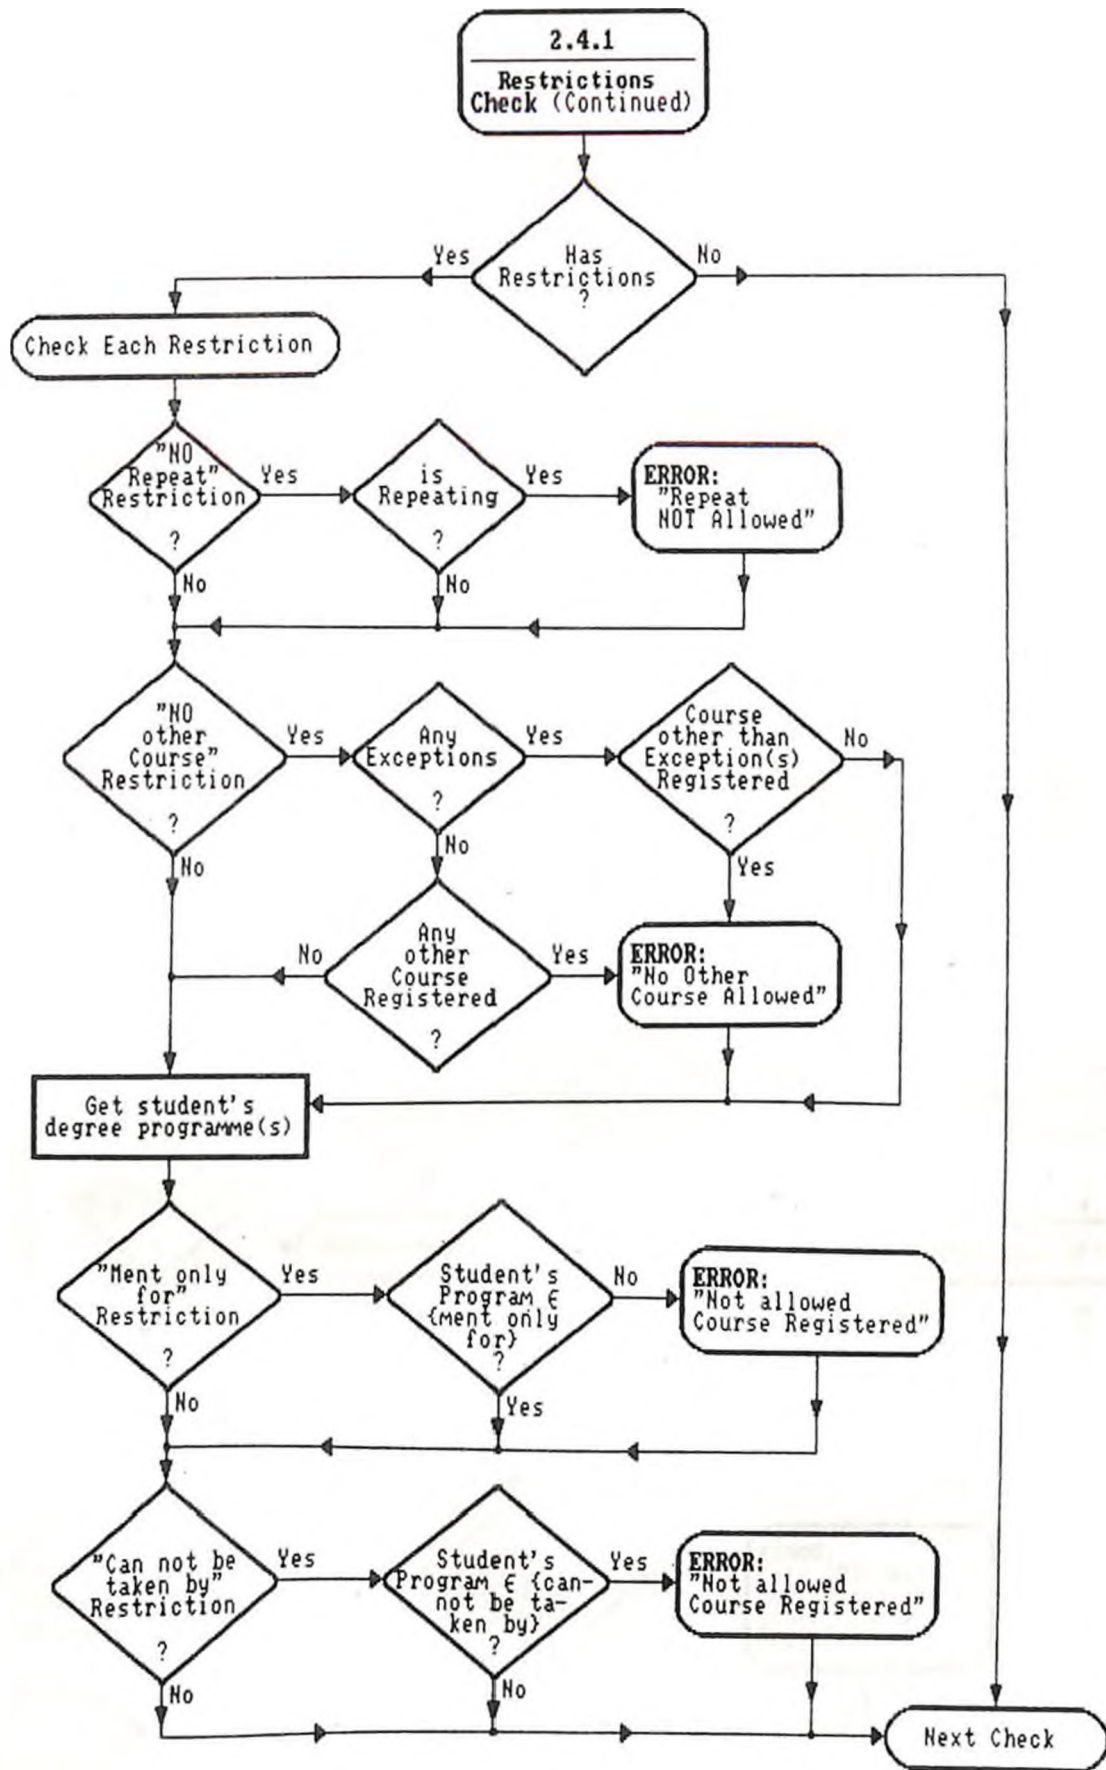 2.4.1
Restrictions
Check (Continued)
Has
Restrictions
?
Yes
No
Check Each Restriction
"NO
Repeat"
Restriction
?
Yes
No
is
Repeating
?
Yes
No
ERROR:
"Repeat
NOT Allowed"
"NO
other
Course"
Restriction
?
Yes
No
Any
Exceptions
?
Yes
No
Course
other than
Exception(s)
Registered
?
No
Yes
Any
other
Course
Registered
?
No
Yes
ERROR:
"No Other
Course Allowed"
Get student's
degree programme(s)
"Ment only
for"
Restriction
?
Yes
No
Student's
Program ∈
{ment only
for}
?
No
Yes
ERROR:
"Not allowed
Course Registered"
"Can not be
taken by"
Restriction
?
Yes
No
Student's
Program ∈ {can-
not be ta-
ken by}
?
Yes
No
ERROR:
"Not allowed
Course Registered"
Next Check